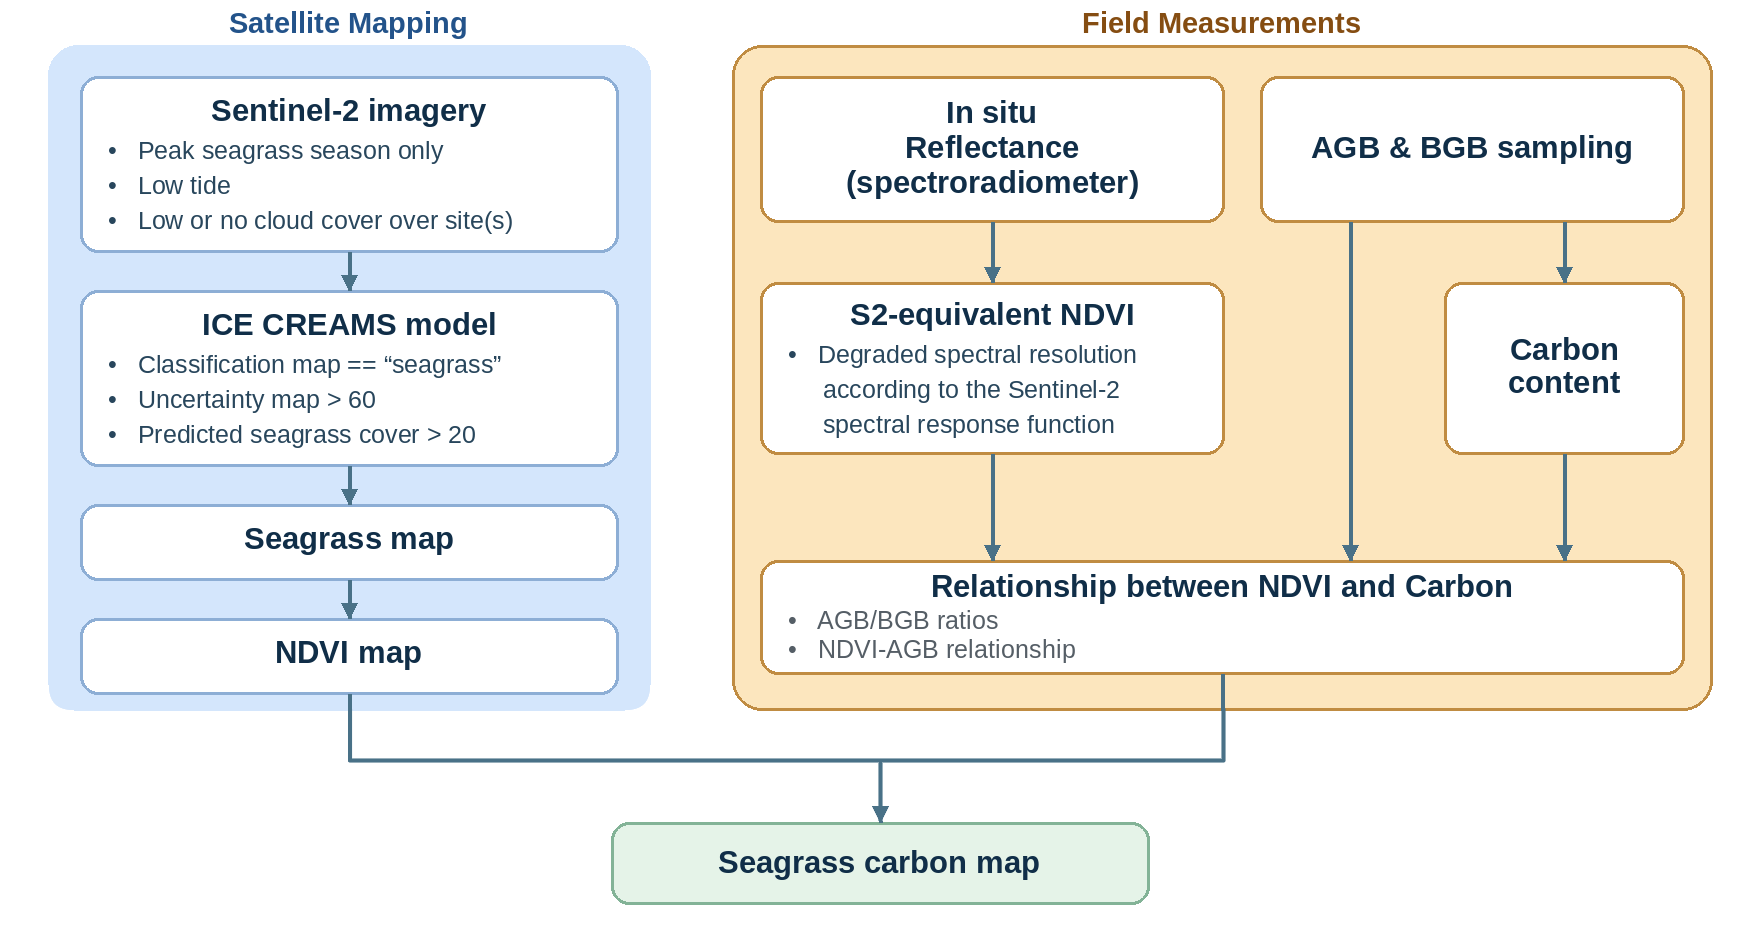 Satellite Mapping
Sentinel-2 imagery
• Peak seagrass season only
• Low tide
• Low or no cloud cover over site(s)
ICE CREAMS model
• Classification map == “seagrass”
• Uncertainty map > 60
• Predicted seagrass cover > 20
Seagrass map
NDVI map
Field Measurements
In situ
Reflectance
(spectroradiometer)
AGB & BGB sampling
S2-equivalent NDVI
• Degraded spectral resolution
according to the Sentinel-2
spectral response function
Carbon
content
Relationship between NDVI and Carbon
• AGB/BGB ratios
• NDVI-AGB relationship
Seagrass carbon map